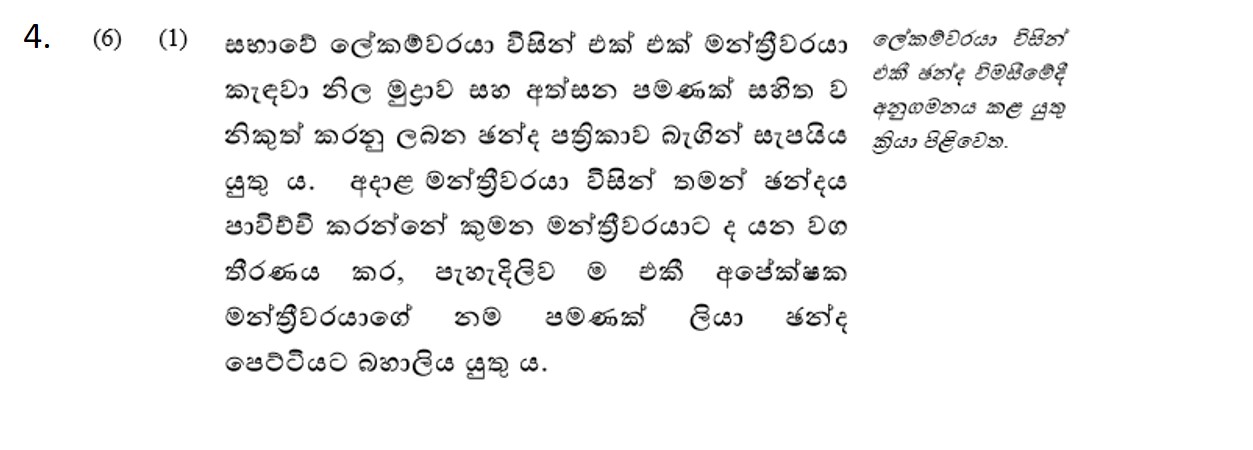 4. (6) (1) සභාවේ ලේකම්වරයා විසින් එක් එක් මන්ත්‍රීවරයා
කැඳවා නිල මුද්‍රාව සහ අත්සන පමණක් සහිත ව
නිකුත් කරනු ලබන ඡන්ද පත්‍රිකාව බැගින් සැපයිය
යුතු ය. අදාළ මන්ත්‍රීවරයා විසින් තමන් ඡන්දය
පාවිච්චි කරන්නේ කුමන මන්ත්‍රීවරයාට ද යන වග
තීරණය කර, පැහැදිලිව ම එකී අපේක්ෂක
මන්ත්‍රීවරයාගේ නම පමණක් ලියා ඡන්ද
පෙට්ටියට බහාලිය යුතු ය.
ලේකම්වරයා විසින්
එකී ඡන්ද විමසීමේදී
අනුගමනය කළ යුතු
ක්‍රියා පිළිවෙත.